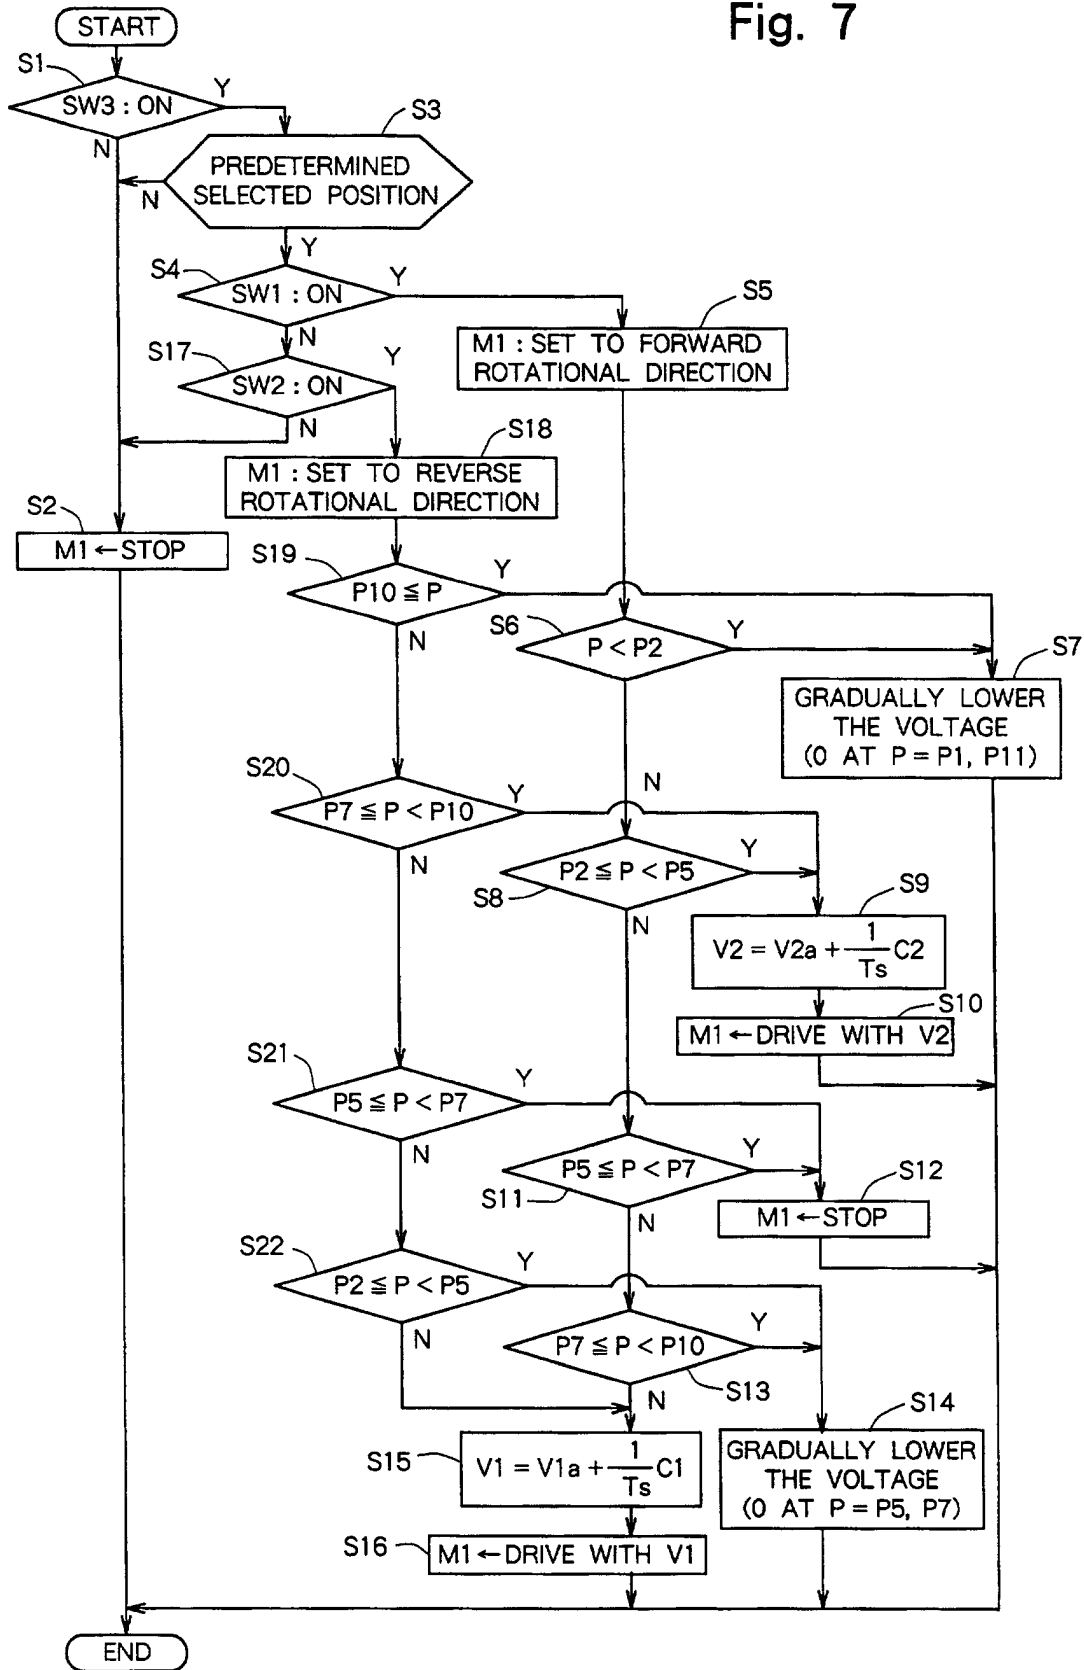 Fig. 7
START
S1
SW3 : ON
Y
N
S3
PREDETERMINED
SELECTED POSITION
N
Y
S4
SW1 : ON
Y
N
S5
M1 : SET TO FORWARD
ROTATIONAL DIRECTION
S17
SW2 : ON
Y
N
S18
M1 : SET TO REVERSE
ROTATIONAL DIRECTION
S2
M1 ← STOP
S19
P10 ≦ P
Y
N
S6
P < P2
Y
N
S7
GRADUALLY LOWER
THE VOLTAGE
(0 AT P = P1, P11)
S20
P7 ≦ P < P10
Y
N
S8
P2 ≦ P < P5
Y
N
S9
V2 = V2a + 1/Ts C2
S10
M1 ← DRIVE WITH V2
S21
P5 ≦ P < P7
Y
N
S11
P5 ≦ P < P7
Y
N
S12
M1 ← STOP
S22
P2 ≦ P < P5
Y
N
S13
P7 ≦ P < P10
Y
N
S14
GRADUALLY LOWER
THE VOLTAGE
(0 AT P = P5, P7)
S15
V1 = V1a + 1/Ts C1
S16
M1 ← DRIVE WITH V1
END